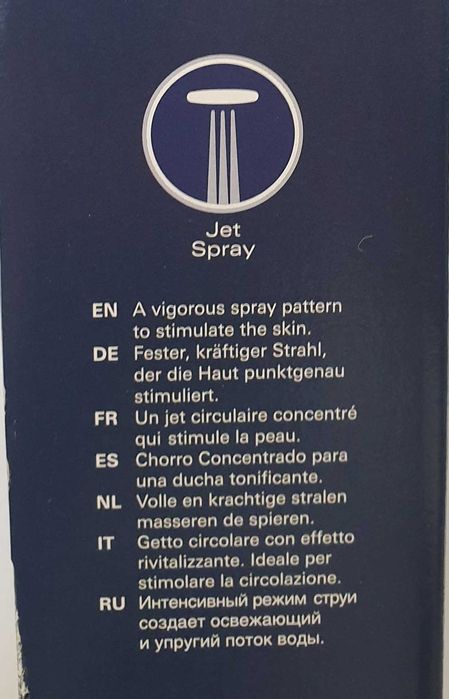 Jet
Spray
EN A vigorous spray pattern
to stimulate the skin.
DE Fester, kräftiger Strahl,
der die Haut punktgenau
stimuliert.
FR Un jet circulaire concentré
qui stimule la peau.
ES Chorro Concentrado para
una ducha tonificante.
NL Volle en krachtige stralen
masseren de spieren.
IT Getto circolare con effetto
rivitalizzante. Ideale per
stimolare la circolazione.
RU Интенсивный режим струи
создает освежающий
и упругий поток воды.